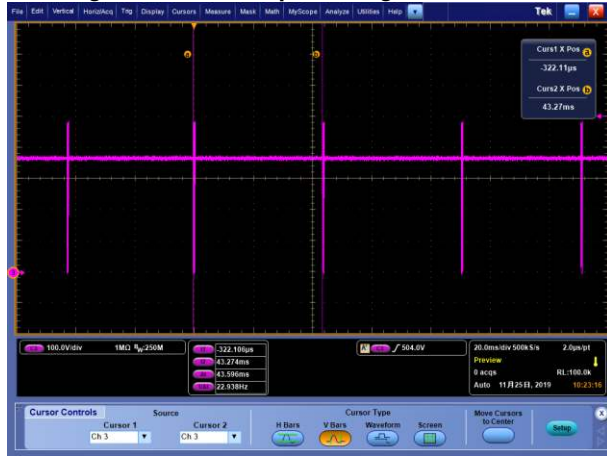 File Edit Vertical Horiz/Acq Trig Display Cursors Measure Mask Math MyScope Analyze Utilities Help Tek
a b
Curs1 X Pos a
-322.11µs
Curs2 X Pos b
43.27ms
100.0V/div 1MΩ BW:250M
-322.106µs
43.274ms
43.596ms
22.938Hz
A' 504.0V
20.0ms/div 500kS/s 2.0µs/pt
Preview
0 acqs RL:100.0k
Auto 11月25日, 2019 10:23:16
Cursor Controls
Source
Cursor 1
Ch 3
Cursor 2
Ch 3
Cursor Type
H Bars V Bars Waveform Screen
Move Cursors
to Center
Setup
X